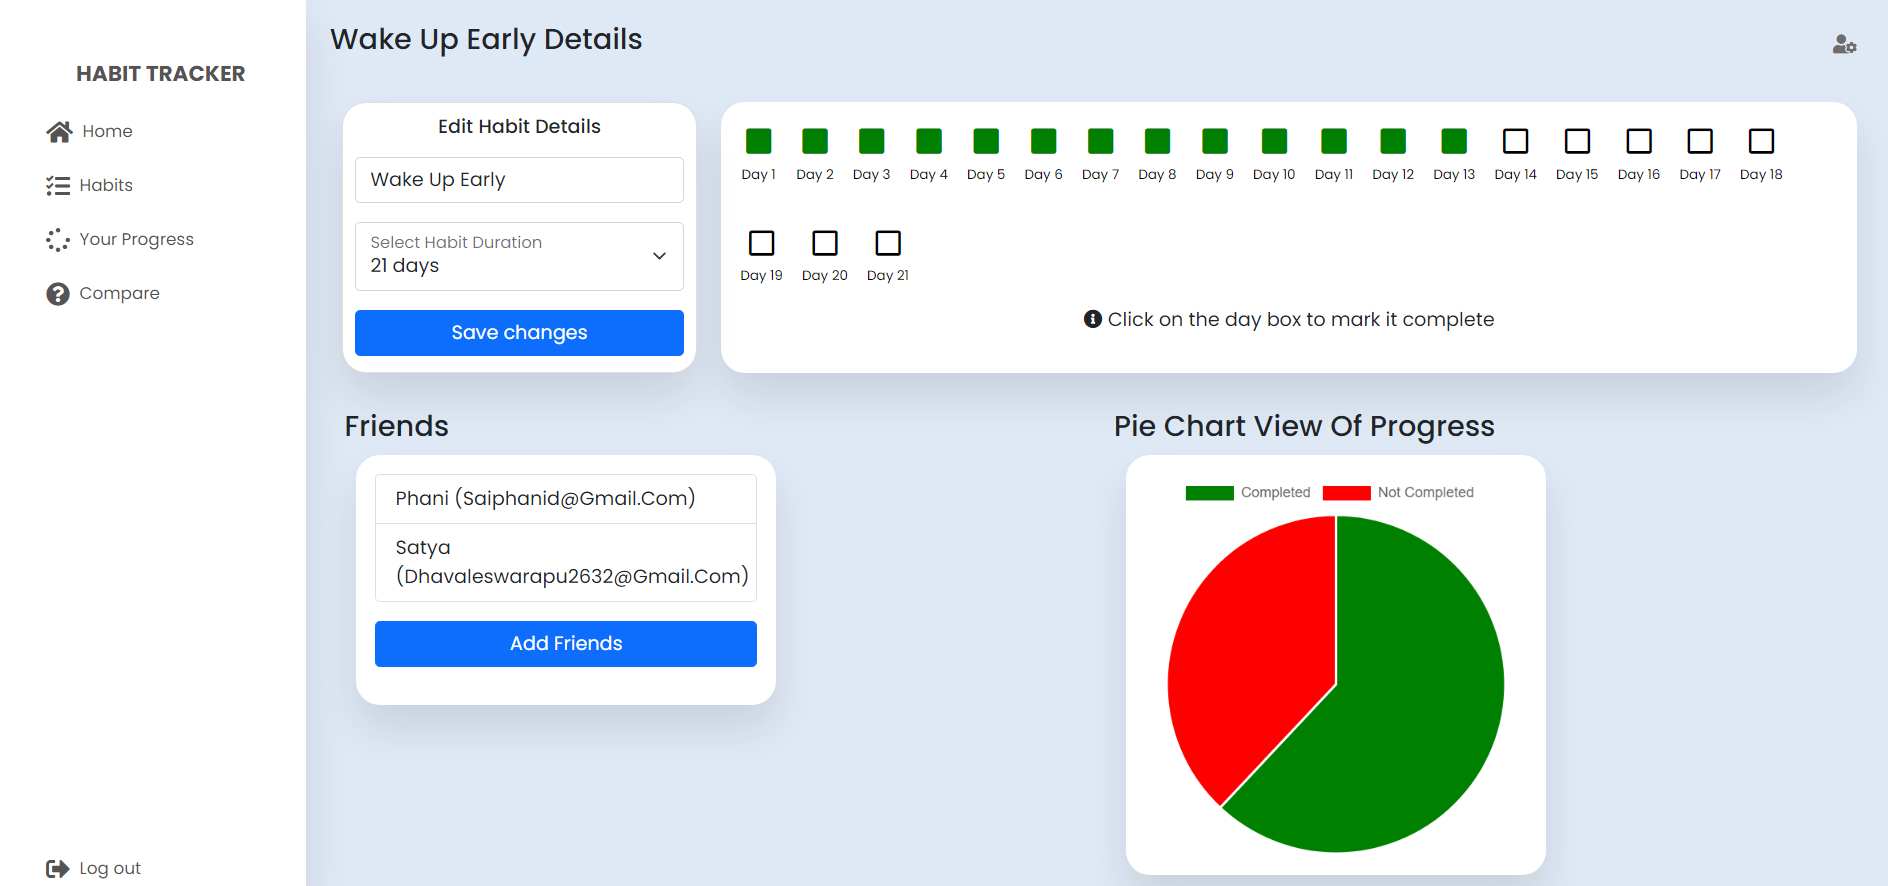 HABIT TRACKER
Home
Habits
Your Progress
Compare
Log out
Wake Up Early Details
Edit Habit Details
Wake Up Early
Select Habit Duration
21 days
Save changes
Day 1 Day 2 Day 3 Day 4 Day 5 Day 6 Day 7 Day 8 Day 9 Day 10 Day 11 Day 12 Day 13 Day 14 Day 15 Day 16 Day 17 Day 18
Day 19 Day 20 Day 21
Click on the day box to mark it complete
Friends
Phani (Saiphanid@Gmail.Com)
Satya
(Dhavaleswarapu2632@Gmail.Com)
Add Friends
Pie Chart View Of Progress
Completed Not Completed